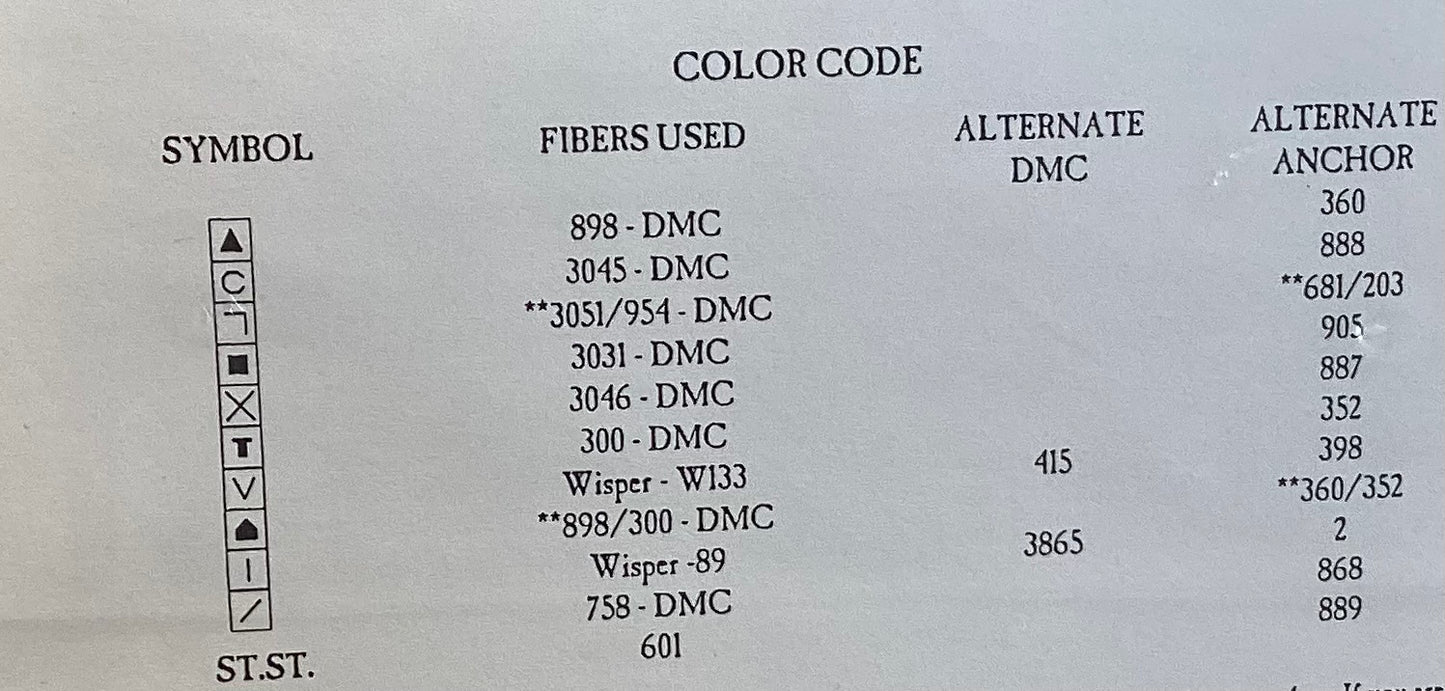 COLOR CODE
SYMBOL FIBERS USED ALTERNATE DMC ALTERNATE ANCHOR
▲ 898 - DMC 360
C 3045 - DMC 888
ㄱ **3051/954 - DMC **681/203
■ 3031 - DMC 905
X 3046 - DMC 887
T 300 - DMC 352
V Wisper - W133 415 398
**898/300 - DMC **360/352
| Wisper -89 3865 2
/ 758 - DMC 868
ST.ST. 601 889
If you